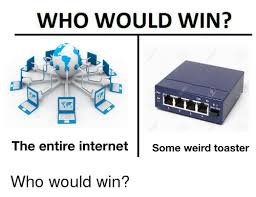 WHO WOULD WIN?
The entire internet
Some weird toaster
Who would win?